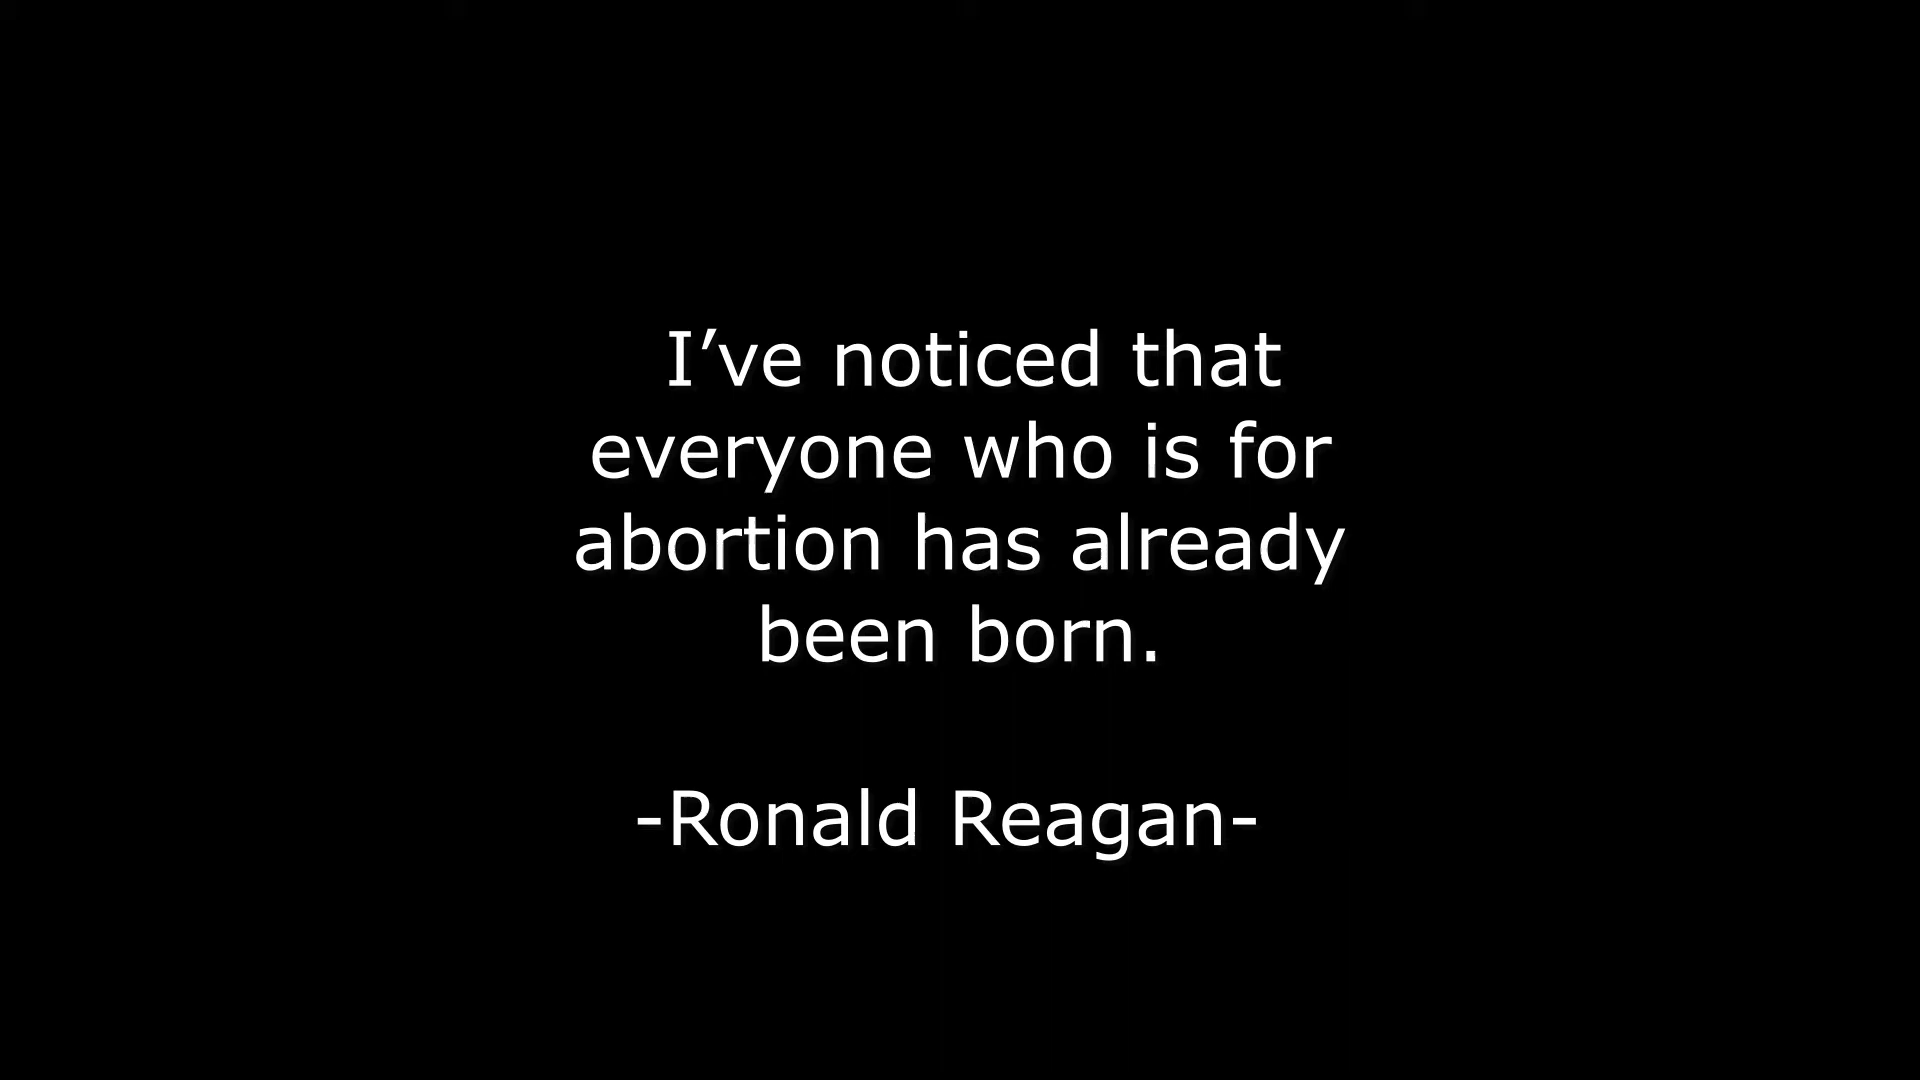 I’ve noticed that
everyone who is for
abortion has already
been born.
-Ronald Reagan-